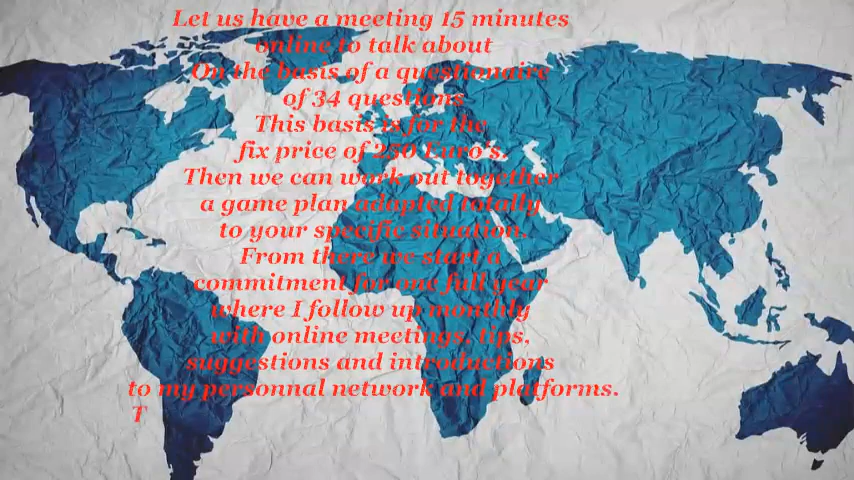 Let us have a meeting 15 minutes
online to talk about
On the basis of a questionaire
of 34 questions
This basis is for the
fix price of 250 Euro's.
Then we can work out together
a game plan adapted totally
to your specific situation.
From there we start a
commitment for one full year
where I follow up monthly
with online meetings, tips,
suggestions and introductions
to my personnal network and platforms.
T